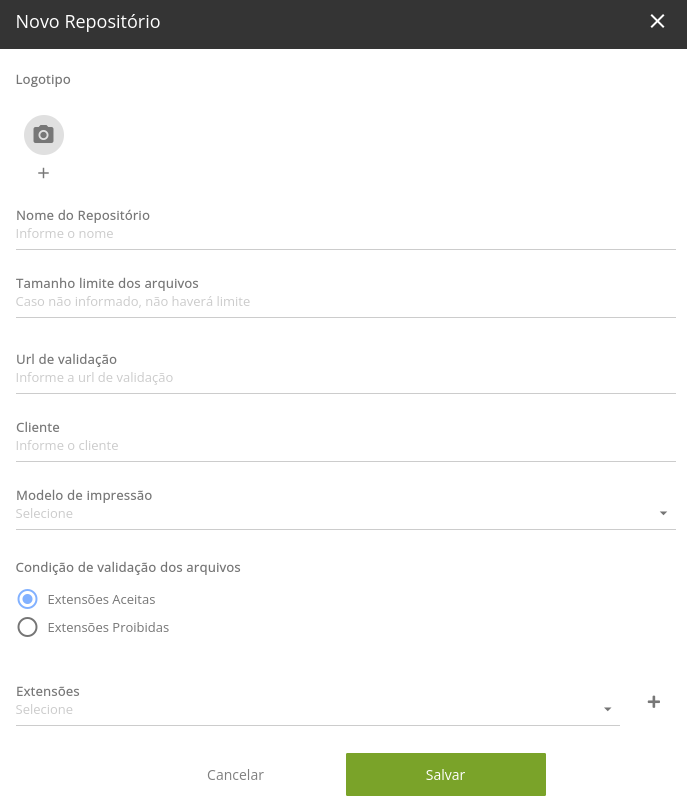 Novo Repositório
Logotipo
+
Nome do Repositório
Informe o nome
Tamanho limite dos arquivos
Caso não informado, não haverá limite
Url de validação
Informe a url de validação
Cliente
Informe o cliente
Modelo de impressão
Selecione
Condição de validação dos arquivos
Extensões Aceitas
Extensões Proibidas
Extensões
Selecione
+
Cancelar
Salvar